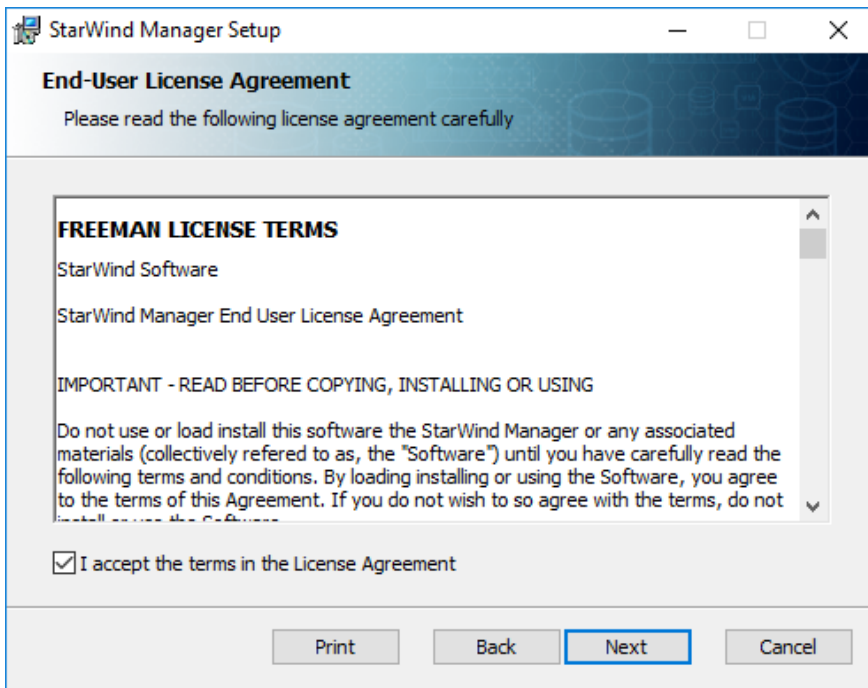 StarWind Manager Setup
End-User License Agreement
Please read the following license agreement carefully
FREEMAN LICENSE TERMS
StarWind Software
StarWind Manager End User License Agreement
IMPORTANT - READ BEFORE COPYING, INSTALLING OR USING
Do not use or load install this software the StarWind Manager or any associated
materials (collectively refered to as, the "Software") until you have carefully read the
following terms and conditions. By loading installing or using the Software, you agree
to the terms of this Agreement. If you do not wish to so agree with the terms, do not
install or use the Software.
I accept the terms in the License Agreement
Print Back Next Cancel